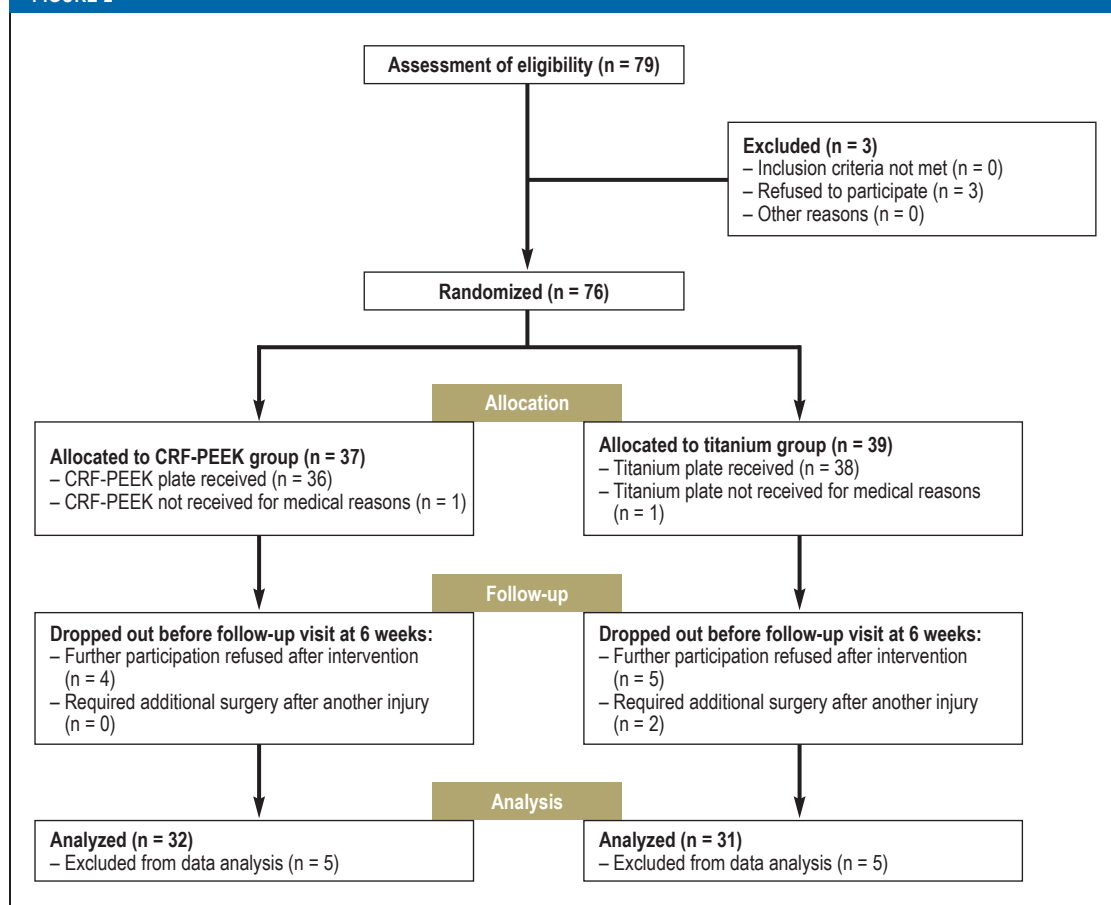 Assessment of eligibility (n = 79)
Excluded (n = 3)
– Inclusion criteria not met (n = 0)
– Refused to participate (n = 3)
– Other reasons (n = 0)
Randomized (n = 76)
Allocation
Allocated to CRF-PEEK group (n = 37)
– CRF-PEEK plate received (n = 36)
– CRF-PEEK not received for medical reasons (n = 1)
Allocated to titanium group (n = 39)
– Titanium plate received (n = 38)
– Titanium plate not received for medical reasons
(n = 1)
Follow-up
Dropped out before follow-up visit at 6 weeks:
– Further participation refused after intervention
(n = 4)
– Required additional surgery after another injury
(n = 0)
Dropped out before follow-up visit at 6 weeks:
– Further participation refused after intervention
(n = 5)
– Required additional surgery after another injury
(n = 2)
Analysis
Analyzed (n = 32)
– Excluded from data analysis (n = 5)
Analyzed (n = 31)
– Excluded from data analysis (n = 5)